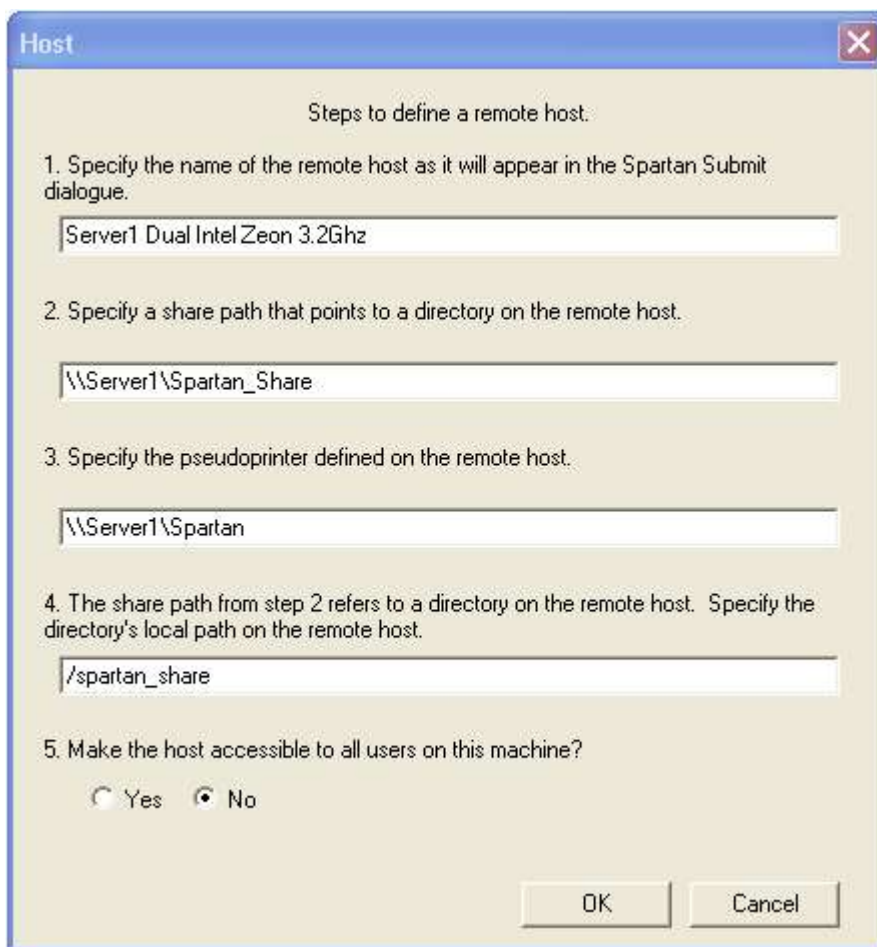 Host
Steps to define a remote host.
1. Specify the name of the remote host as it will appear in the Spartan Submit
dialogue.
Server1 Dual Intel Zeon 3.2Ghz
2. Specify a share path that points to a directory on the remote host.
\\Server1\Spartan_Share
3. Specify the pseudoprinter defined on the remote host.
\\Server1\Spartan
4. The share path from step 2 refers to a directory on the remote host.  Specify the
directory's local path on the remote host.
/spartan_share
5. Make the host accessible to all users on this machine?
Yes No
OK Cancel